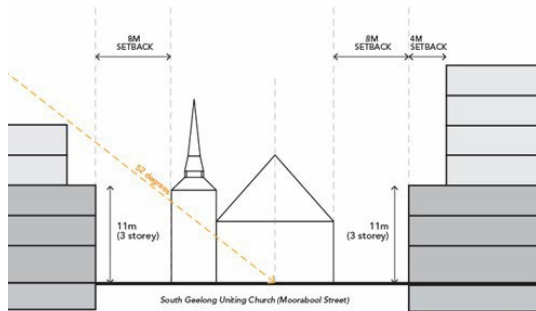 8M
SETBACK
8M
SETBACK
4M
SETBACK
52 degrees
11m
(3 storey)
11m
(3 storey)
South Geelong Uniting Church (Moorabool Street)